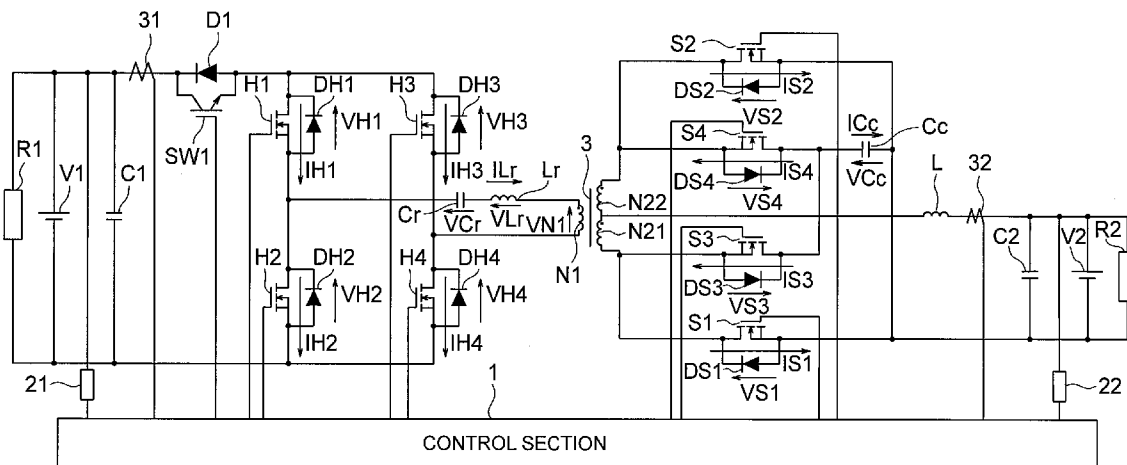 31
D1
S2
H1
DH1
VH1
H3
DH3
VH3
DS2
IS2
VS2
R1
V1
C1
SW1
S4
ICc
Cc
IH1
IH3
ILr
Lr
3
DS4
IS4
VS4
VCc
L
32
Cr
VCr
VLr
VN1
N22
N21
N1
S3
DS3
IS3
VS3
C2
V2
R2
H2
DH2
VH2
H4
DH4
VH4
S1
DS1
IS1
VS1
IH2
IH4
21
1
22
CONTROL SECTION